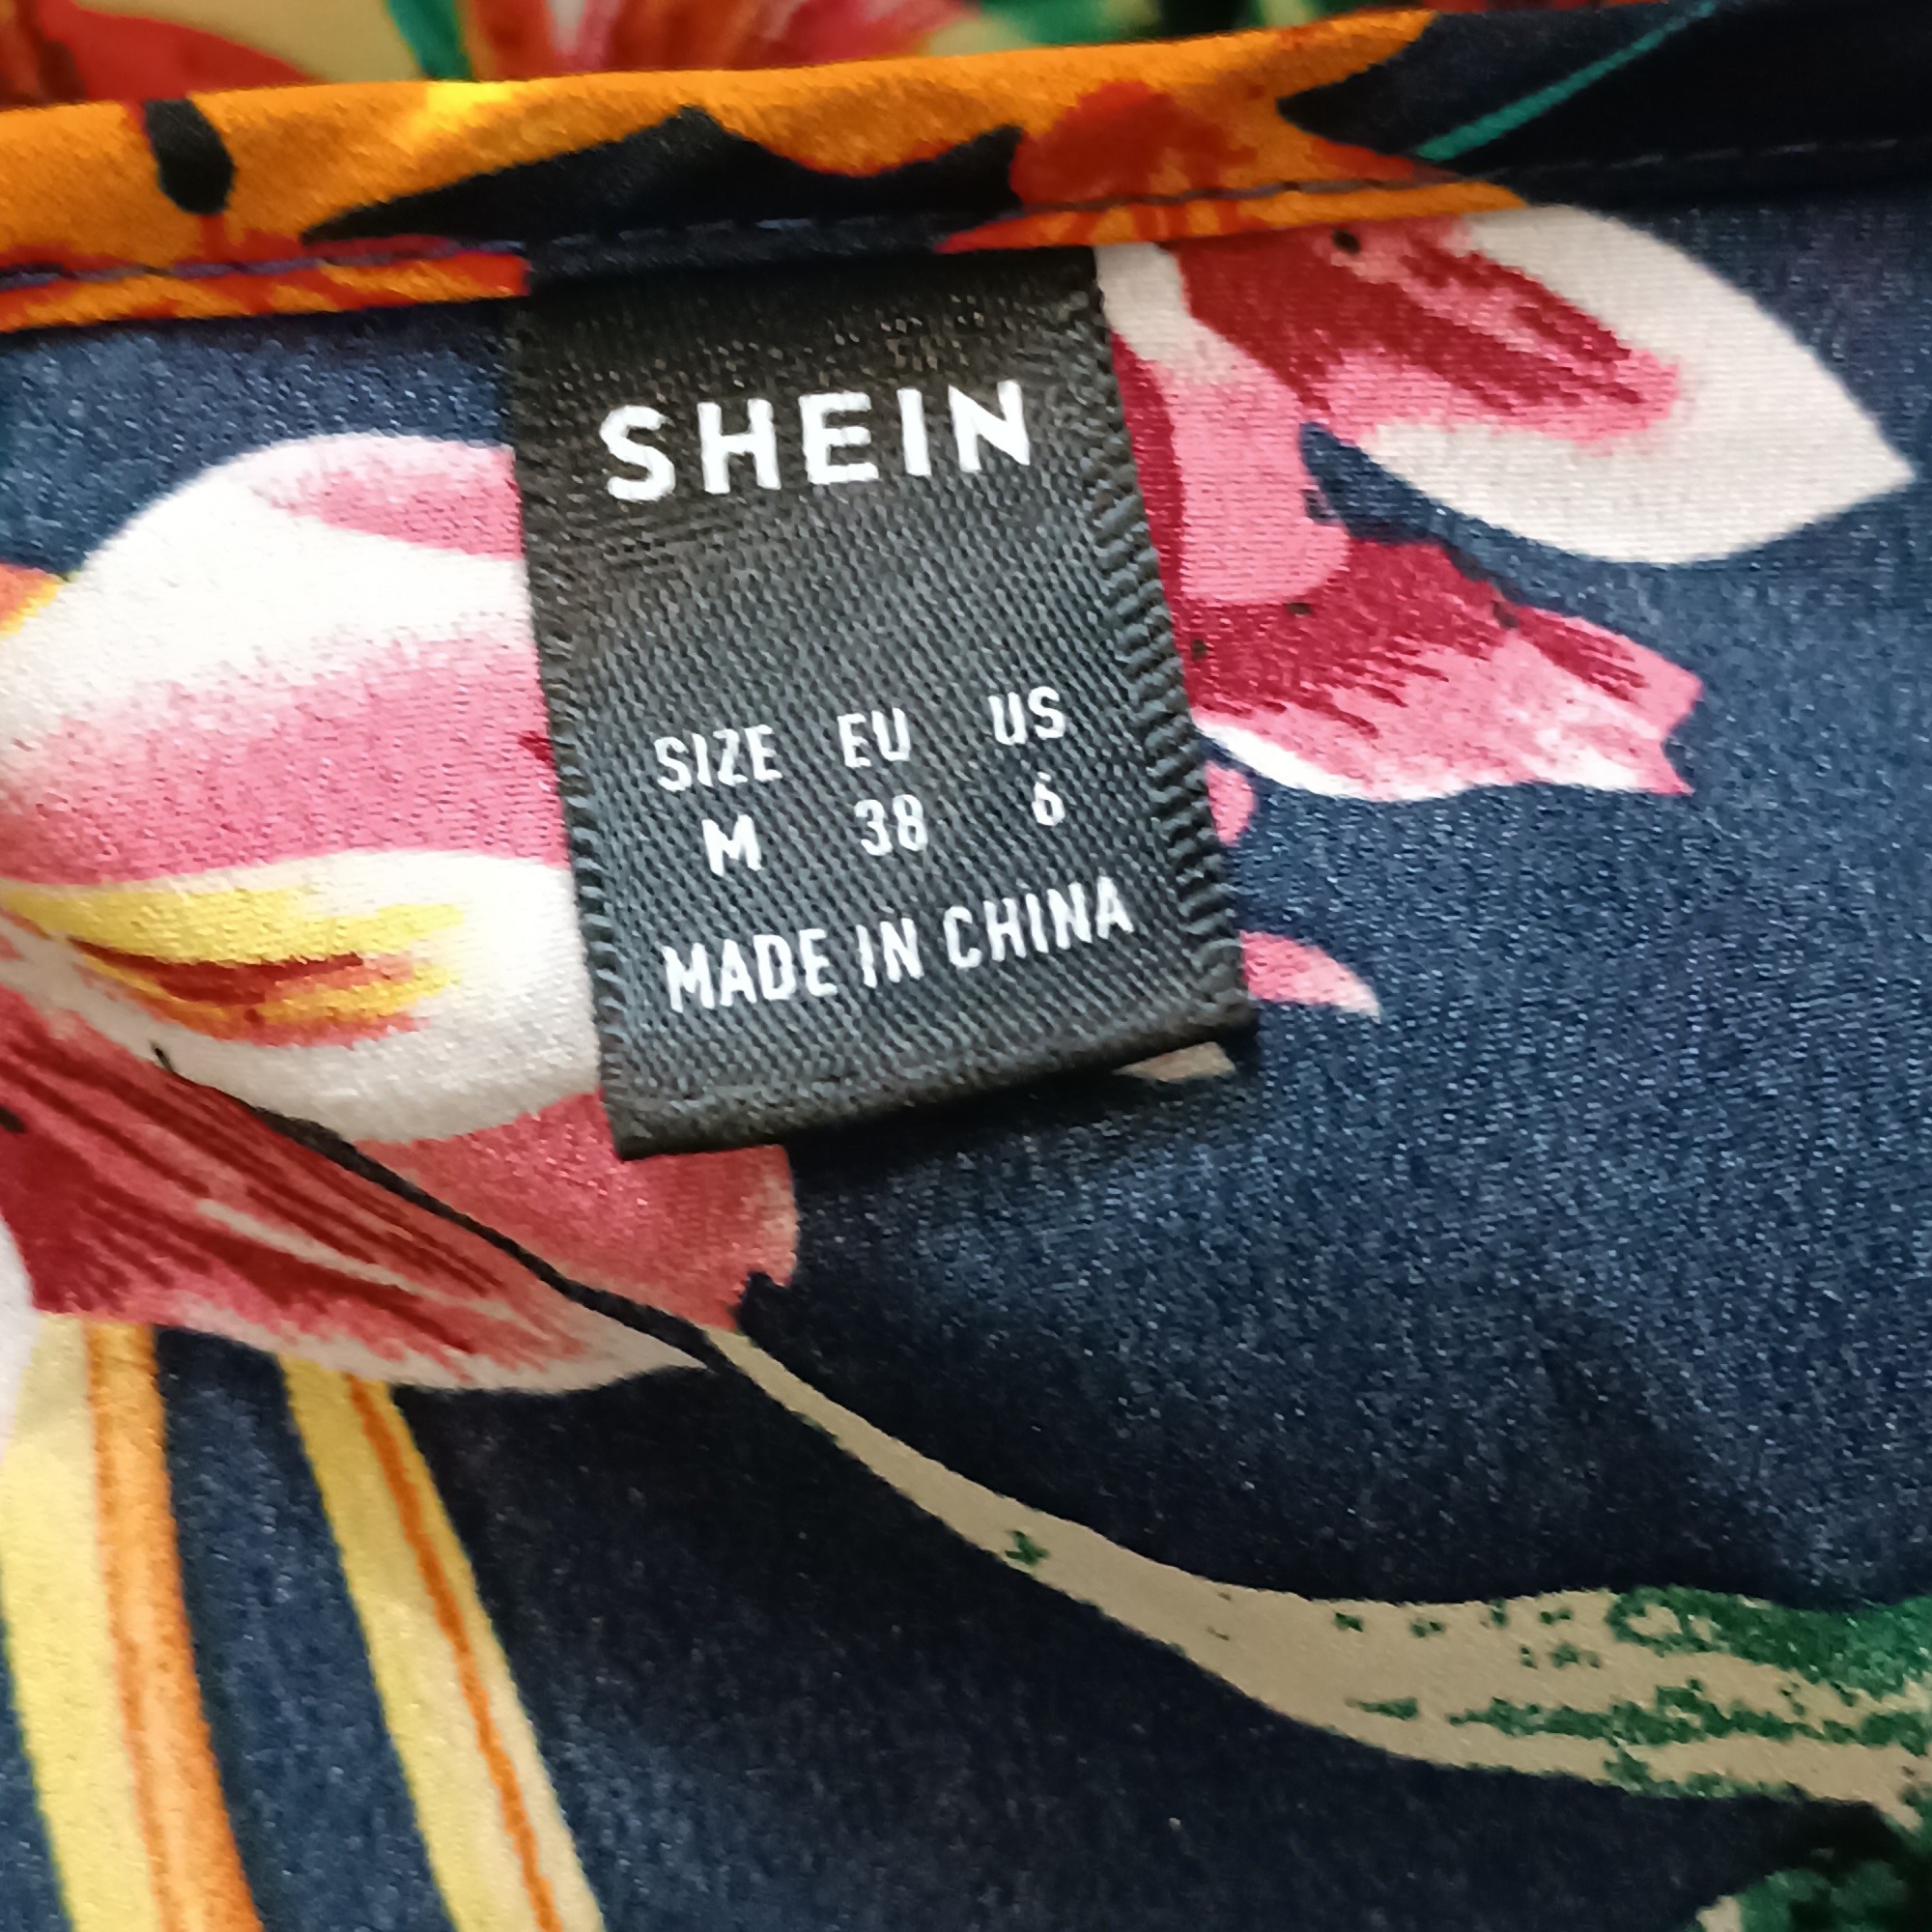 SHEIN
SIZE EU US
M 38 6
MADE IN CHINA